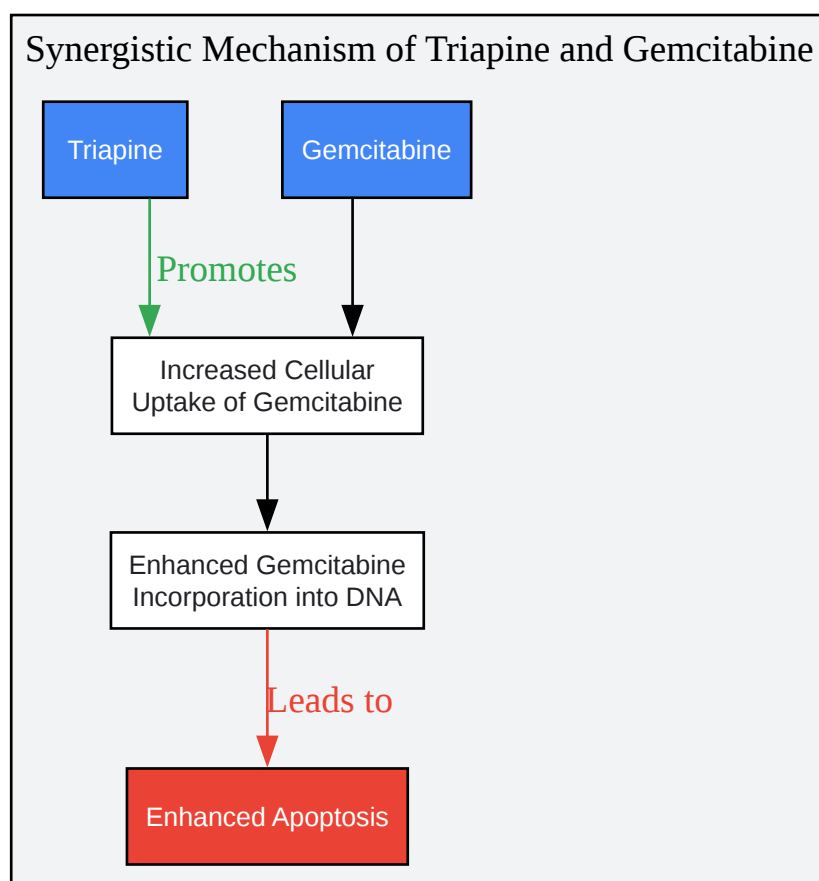 Synergistic Mechanism of Triapine and Gemcitabine
Triapine
Gemcitabine
Promotes
Increased Cellular
Uptake of Gemcitabine
Enhanced Gemcitabine
Incorporation into DNA
Leads to
Enhanced Apoptosis